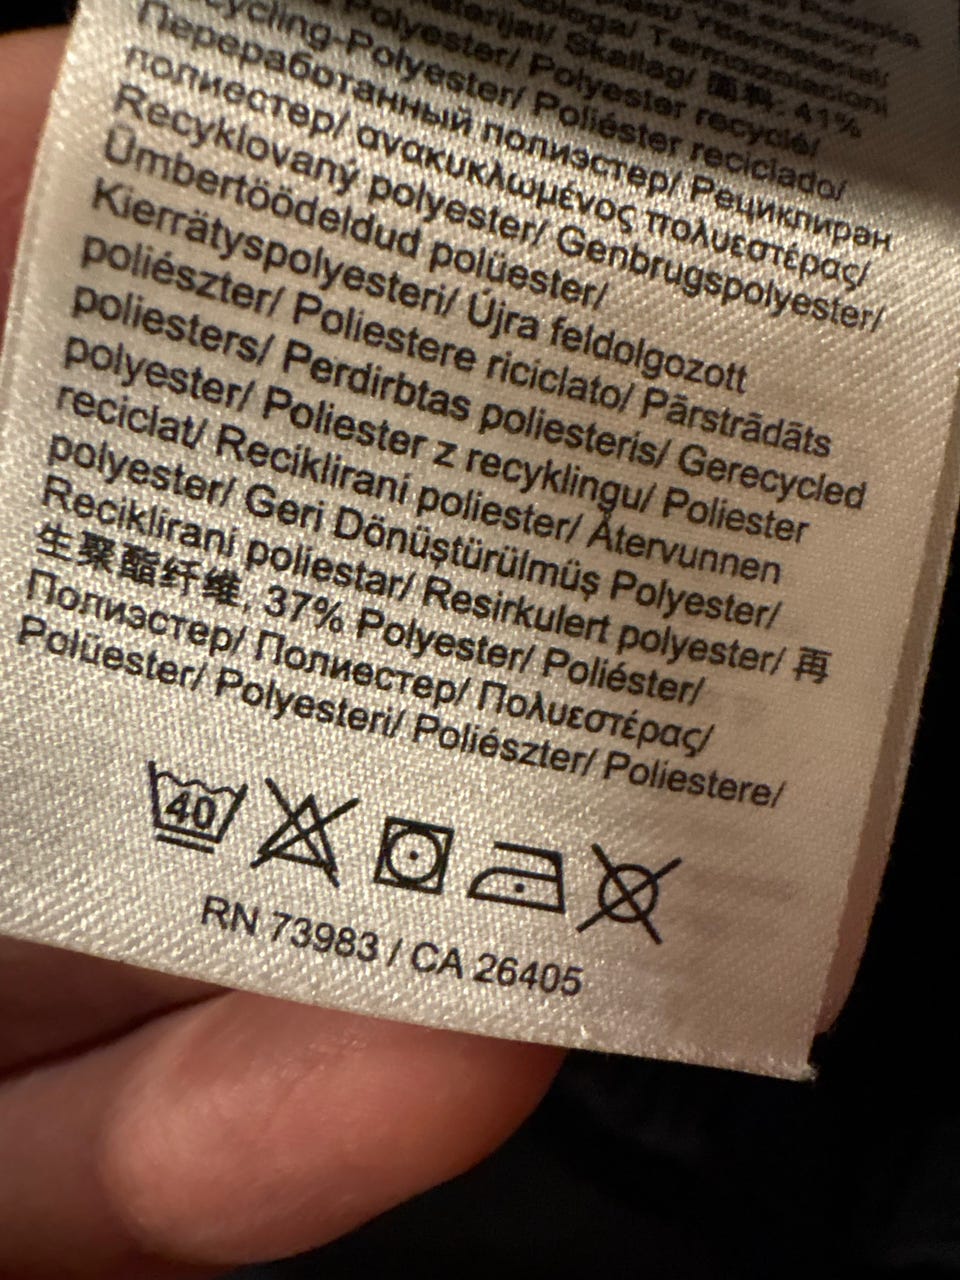 Termoizolacioni
materijal/ Skallag/ 面料: 41%
Polyester/ Polyester recyclé/
Recycling-Polyester/ Poliéster reciclado/
Переработанный полиэстер/ Рециклиран
полиестер/ ανακυκλωμένος πολυεστέρας/
Recyklovaný polyester/ Genbrugspolyester/
Ümbertöödeldud polüester/
Kierrätyspolyesteri/ Újra feldolgozott
poliészter/ Poliestere riciclato/ Pārstrādāts
poliesters/ Perdirbtas poliesteris/ Gerecycled
polyester/ Poliester z recyklingu/ Poliester
reciclat/ Reciklirani poliester/ Återvunnen
polyester/ Geri Dönüştürülmüş Polyester/
Reciklirani poliestar/ Resirkulert polyester/ 再
生聚酯纤维. 37% Polyester/ Poliéster/
Полиэстер/ Полиестер/ Πολυεστέρας/
Polüester/ Polyesteri/ Poliészter/ Poliestere/
40
RN 73983 / CA 26405